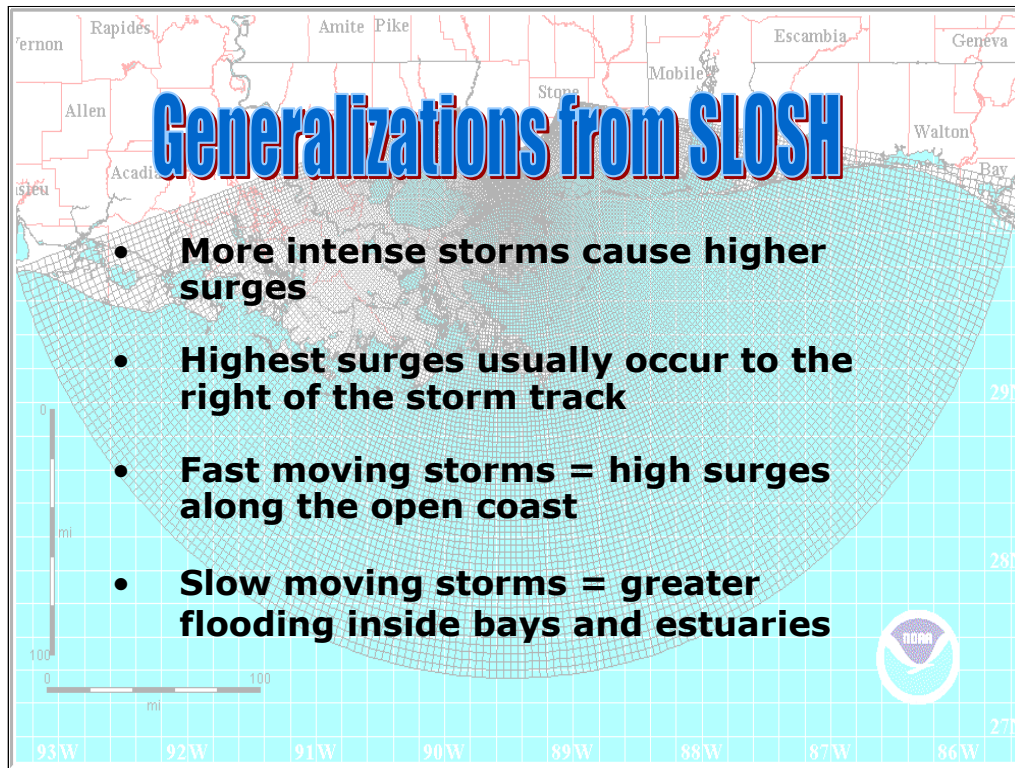 Rapides
Amite Pike
Escambia
Geneva
Vernon
Mobile
Stone
Allen
Generalizations from SLOSH
Walton
Acadia
Bay
• More intense storms cause higher
surges
• Highest surges usually occur to the
right of the storm track
29N
0
• Fast moving storms = high surges
along the open coast
mi
28N
• Slow moving storms = greater
flooding inside bays and estuaries
NOAA
100
0 100
mi
27N
93W 92W 91W 90W 89W 88W 87W 86W